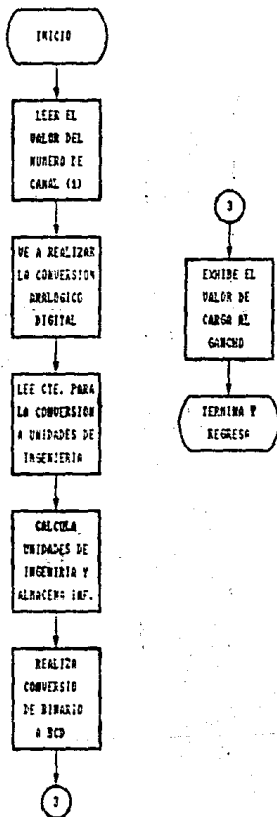 INICIO
LEER EL
VALOR DEL
NUMERO DE
CANAL (1)
VE A REALIZAR
LA CONVERSION
ANALOGICO
DIGITAL
LEE CTE. PARA
LA CONVERSION
A UNIDADES DE
INGENIERIA
CALCULA
UNIDADES DE
INGENIRIA Y
ALMACENA INF.
REALIZA
CONVERSIO
DE BINARIO
A BCD
3
3
EXHIBE EL
VALOR DE
CARGA AL
GANCHO
TERMINA Y
REGRESA